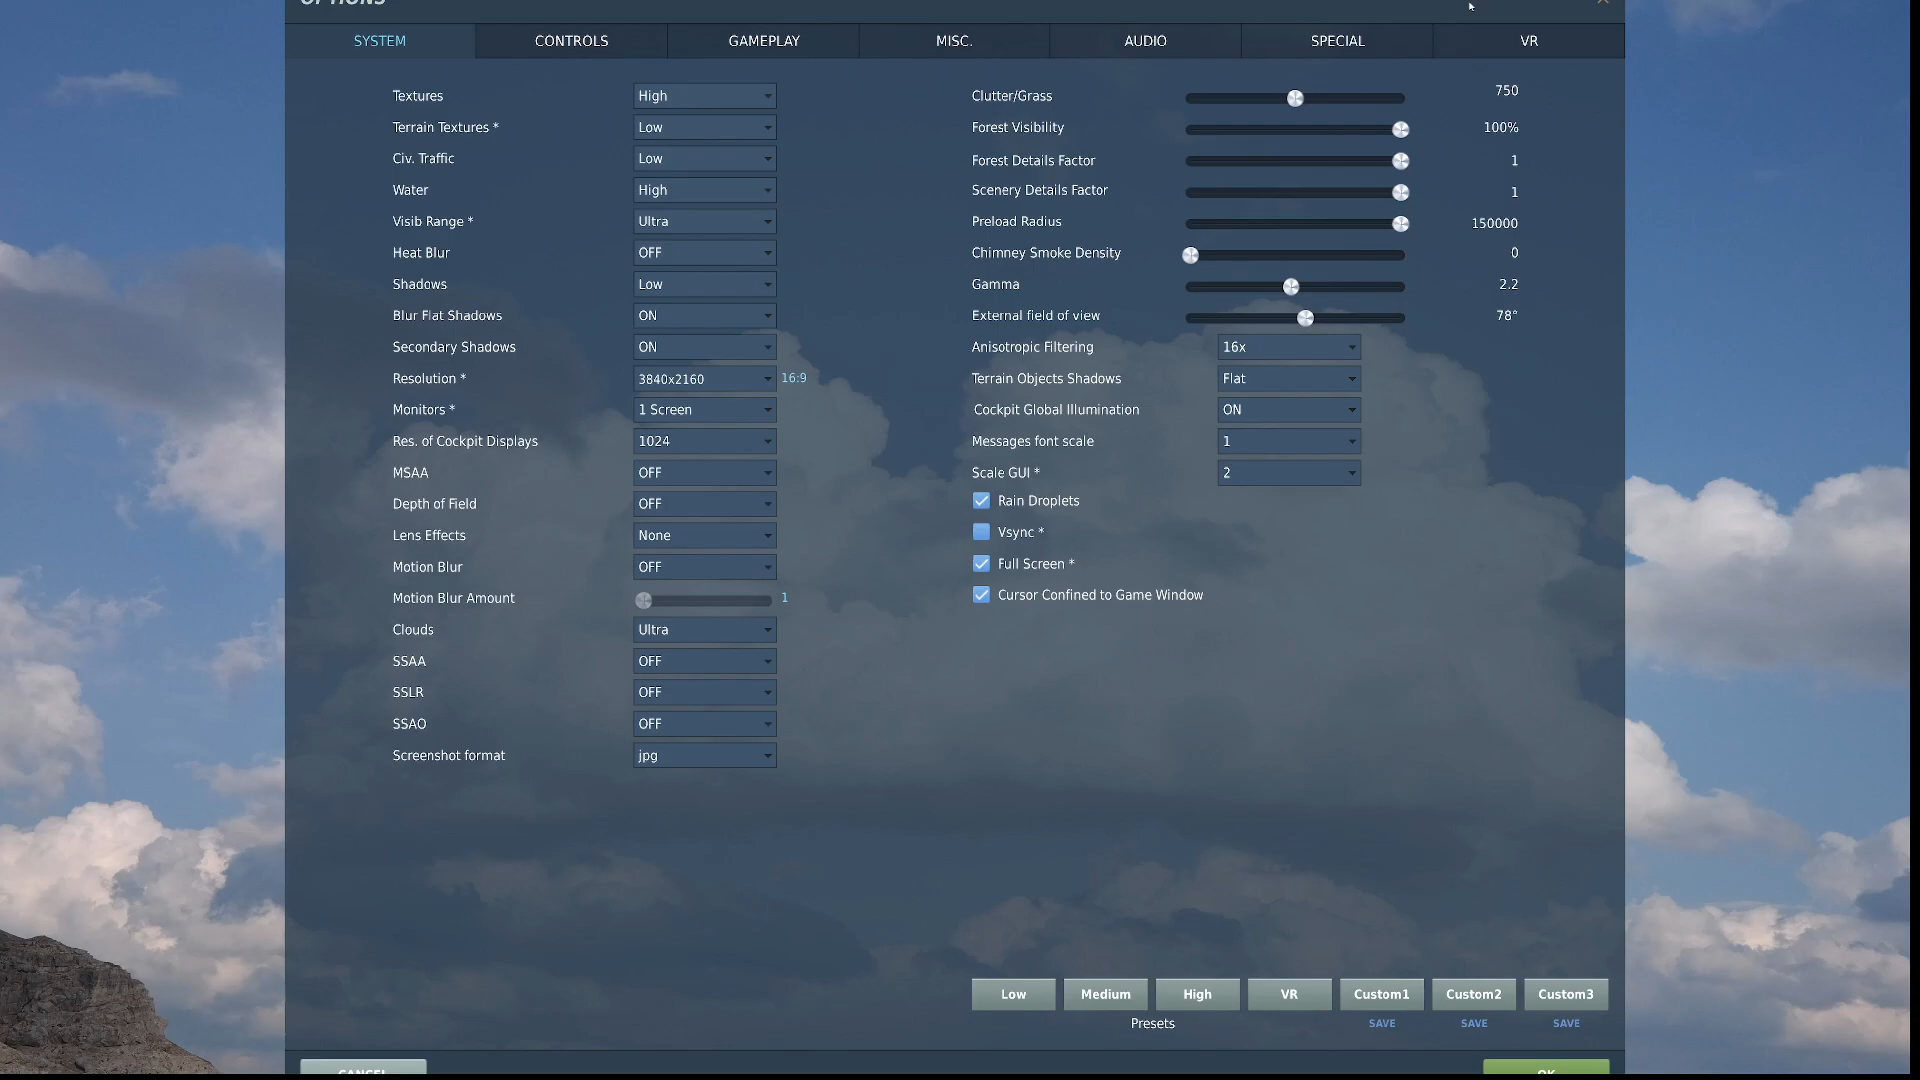 OPTIONS
SYSTEM CONTROLS GAMEPLAY MISC. AUDIO SPECIAL VR
Textures High
Terrain Textures * Low
Civ. Traffic Low
Water High
Visib Range * Ultra
Heat Blur OFF
Shadows Low
Blur Flat Shadows ON
Secondary Shadows ON
Resolution * 3840x2160 16:9
Monitors * 1 Screen
Res. of Cockpit Displays 1024
MSAA OFF
Depth of Field OFF
Lens Effects None
Motion Blur OFF
Motion Blur Amount 1
Clouds Ultra
SSAA OFF
SSLR OFF
SSAO OFF
Screenshot format jpg
Clutter/Grass 750
Forest Visibility 100%
Forest Details Factor 1
Scenery Details Factor 1
Preload Radius 150000
Chimney Smoke Density 0
Gamma 2.2
External field of view 78°
Anisotropic Filtering 16x
Terrain Objects Shadows Flat
Cockpit Global Illumination ON
Messages font scale 1
Scale GUI * 2
Rain Droplets
Vsync *
Full Screen *
Cursor Confined to Game Window
Low Medium High VR Custom1 Custom2 Custom3
Presets SAVE SAVE SAVE
CANCEL OK